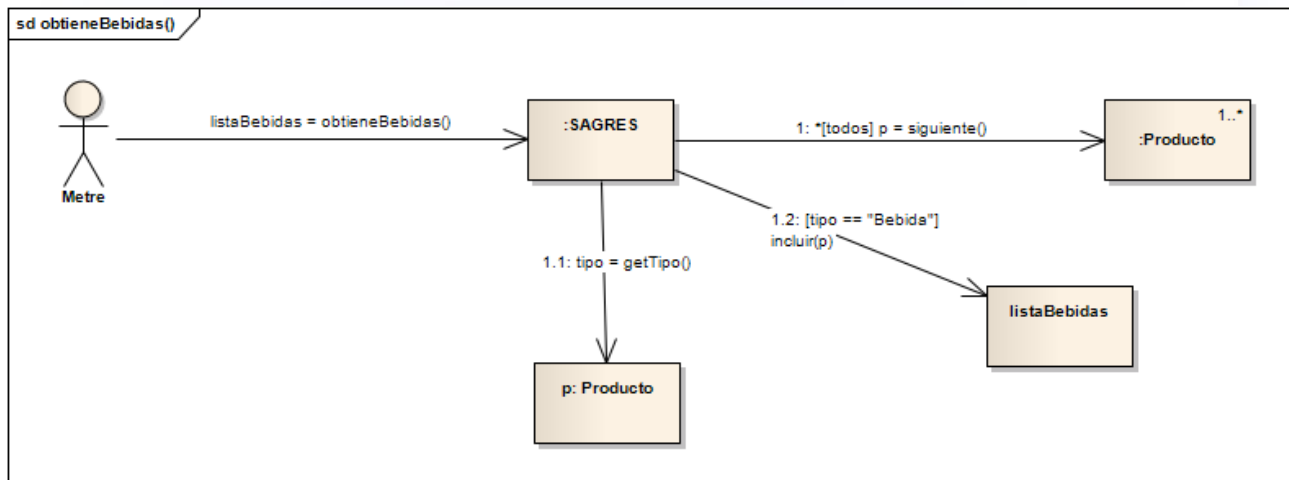 sd obtieneBebidas()
Metre
listaBebidas = obtieneBebidas()
:SAGRES
1: *[todos] p = siguiente()
1..*
:Producto
1.1: tipo = getTipo()
1.2: [tipo == "Bebida"]
incluir(p)
listaBebidas
p: Producto